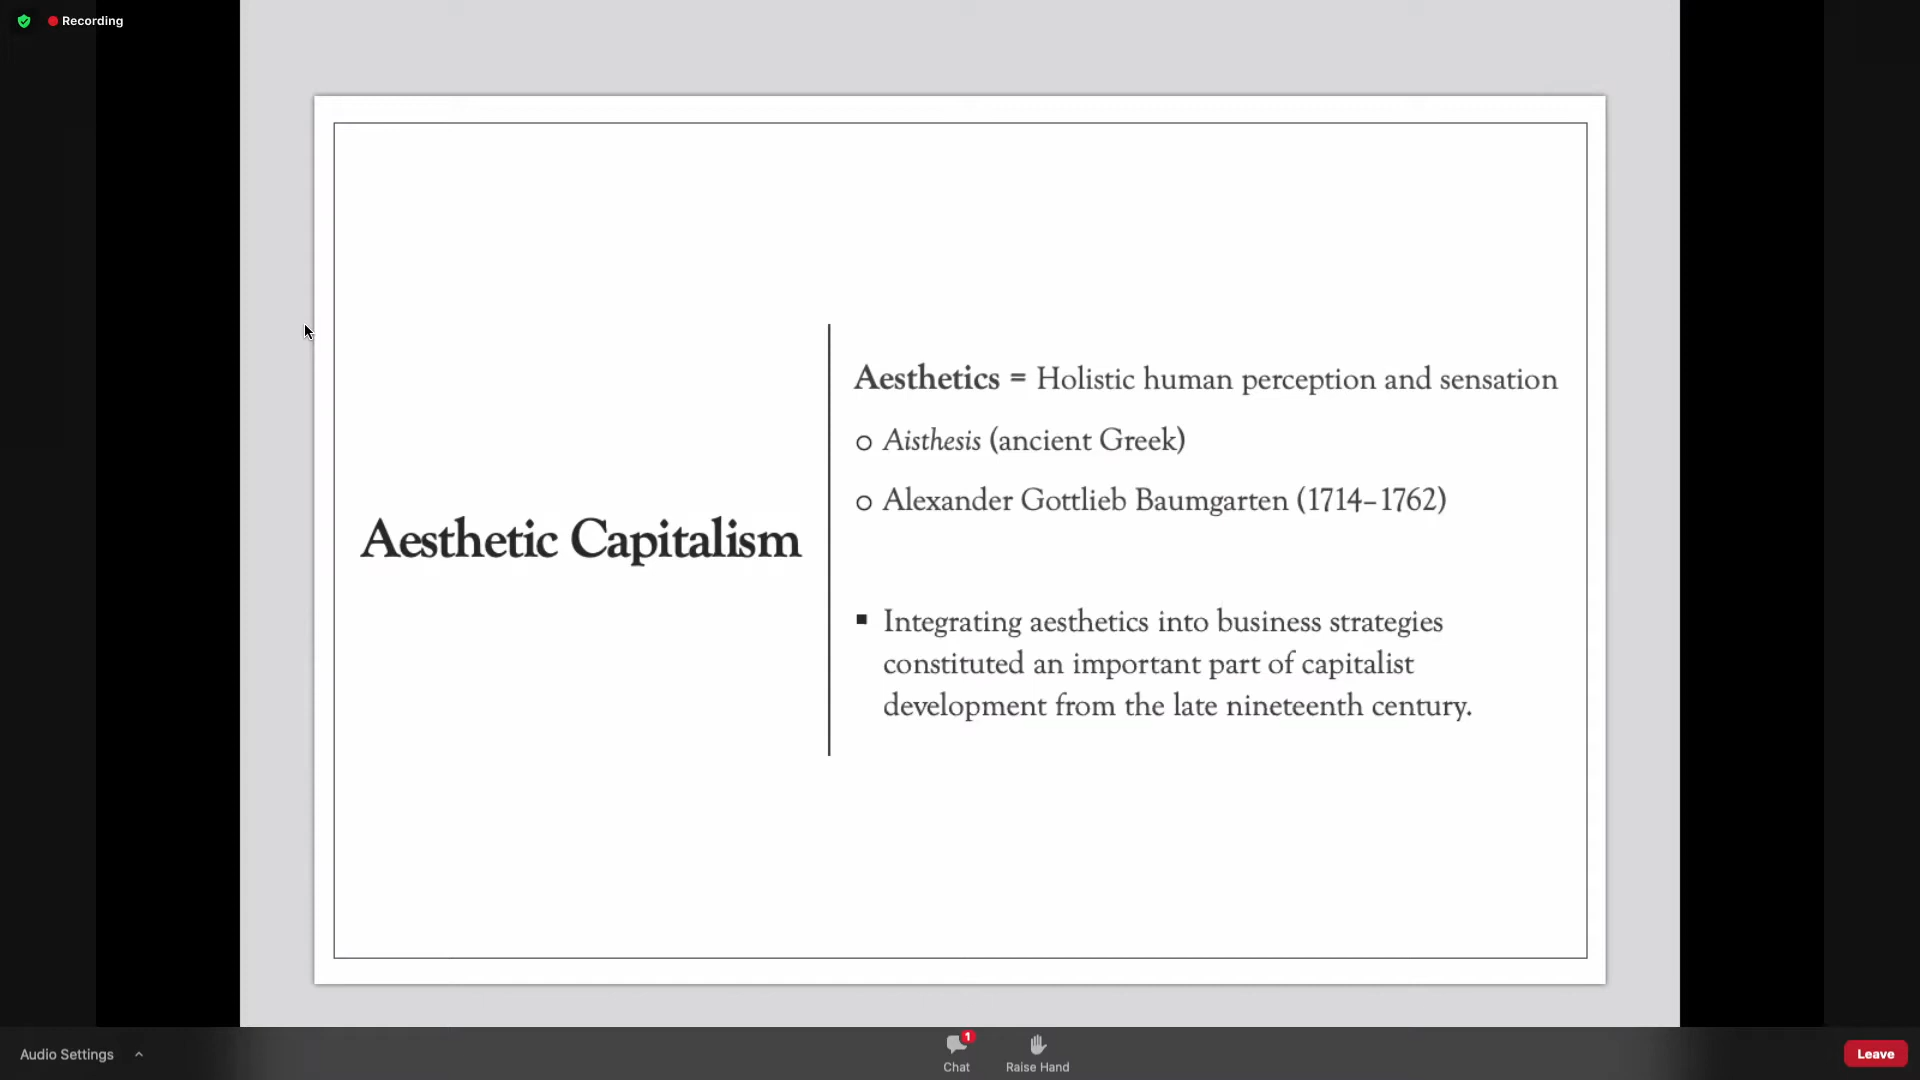 Recording
Aesthetic Capitalism
Aesthetics = Holistic human perception and sensation
Aisthesis (ancient Greek)
Alexander Gottlieb Baumgarten (1714–1762)
Integrating aesthetics into business strategies
constituted an important part of capitalist
development from the late nineteenth century.
Audio Settings
1
Chat
Raise Hand
Leave